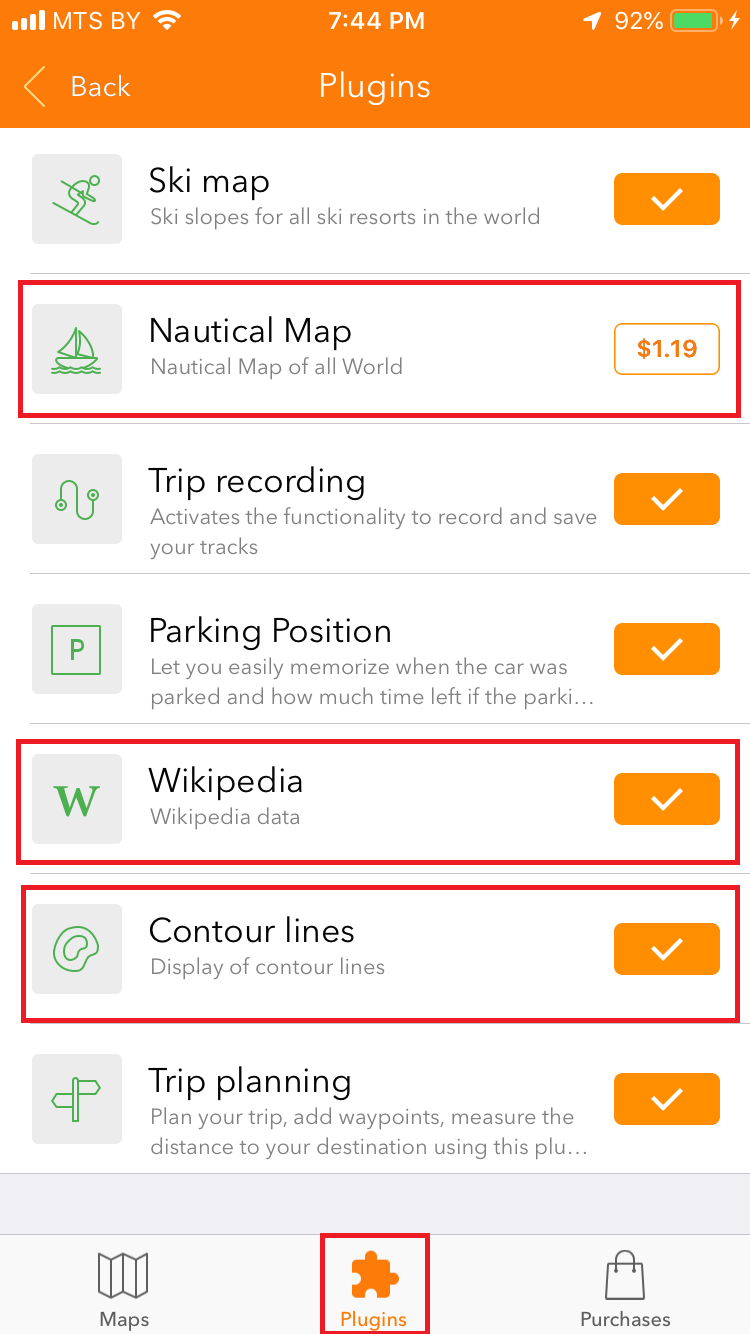 MTS BY 7:44 PM 92%
Back Plugins
Ski map
Ski slopes for all ski resorts in the world
Nautical Map
Nautical Map of all World
$1.19
Trip recording
Activates the functionality to record and save
your tracks
P
Parking Position
Let you easily memorize when the car was
parked and how much time left if the parki…
W
Wikipedia
Wikipedia data
Contour lines
Display of contour lines
Trip planning
Plan your trip, add waypoints, measure the
distance to your destination using this plu…
Maps Plugins Purchases